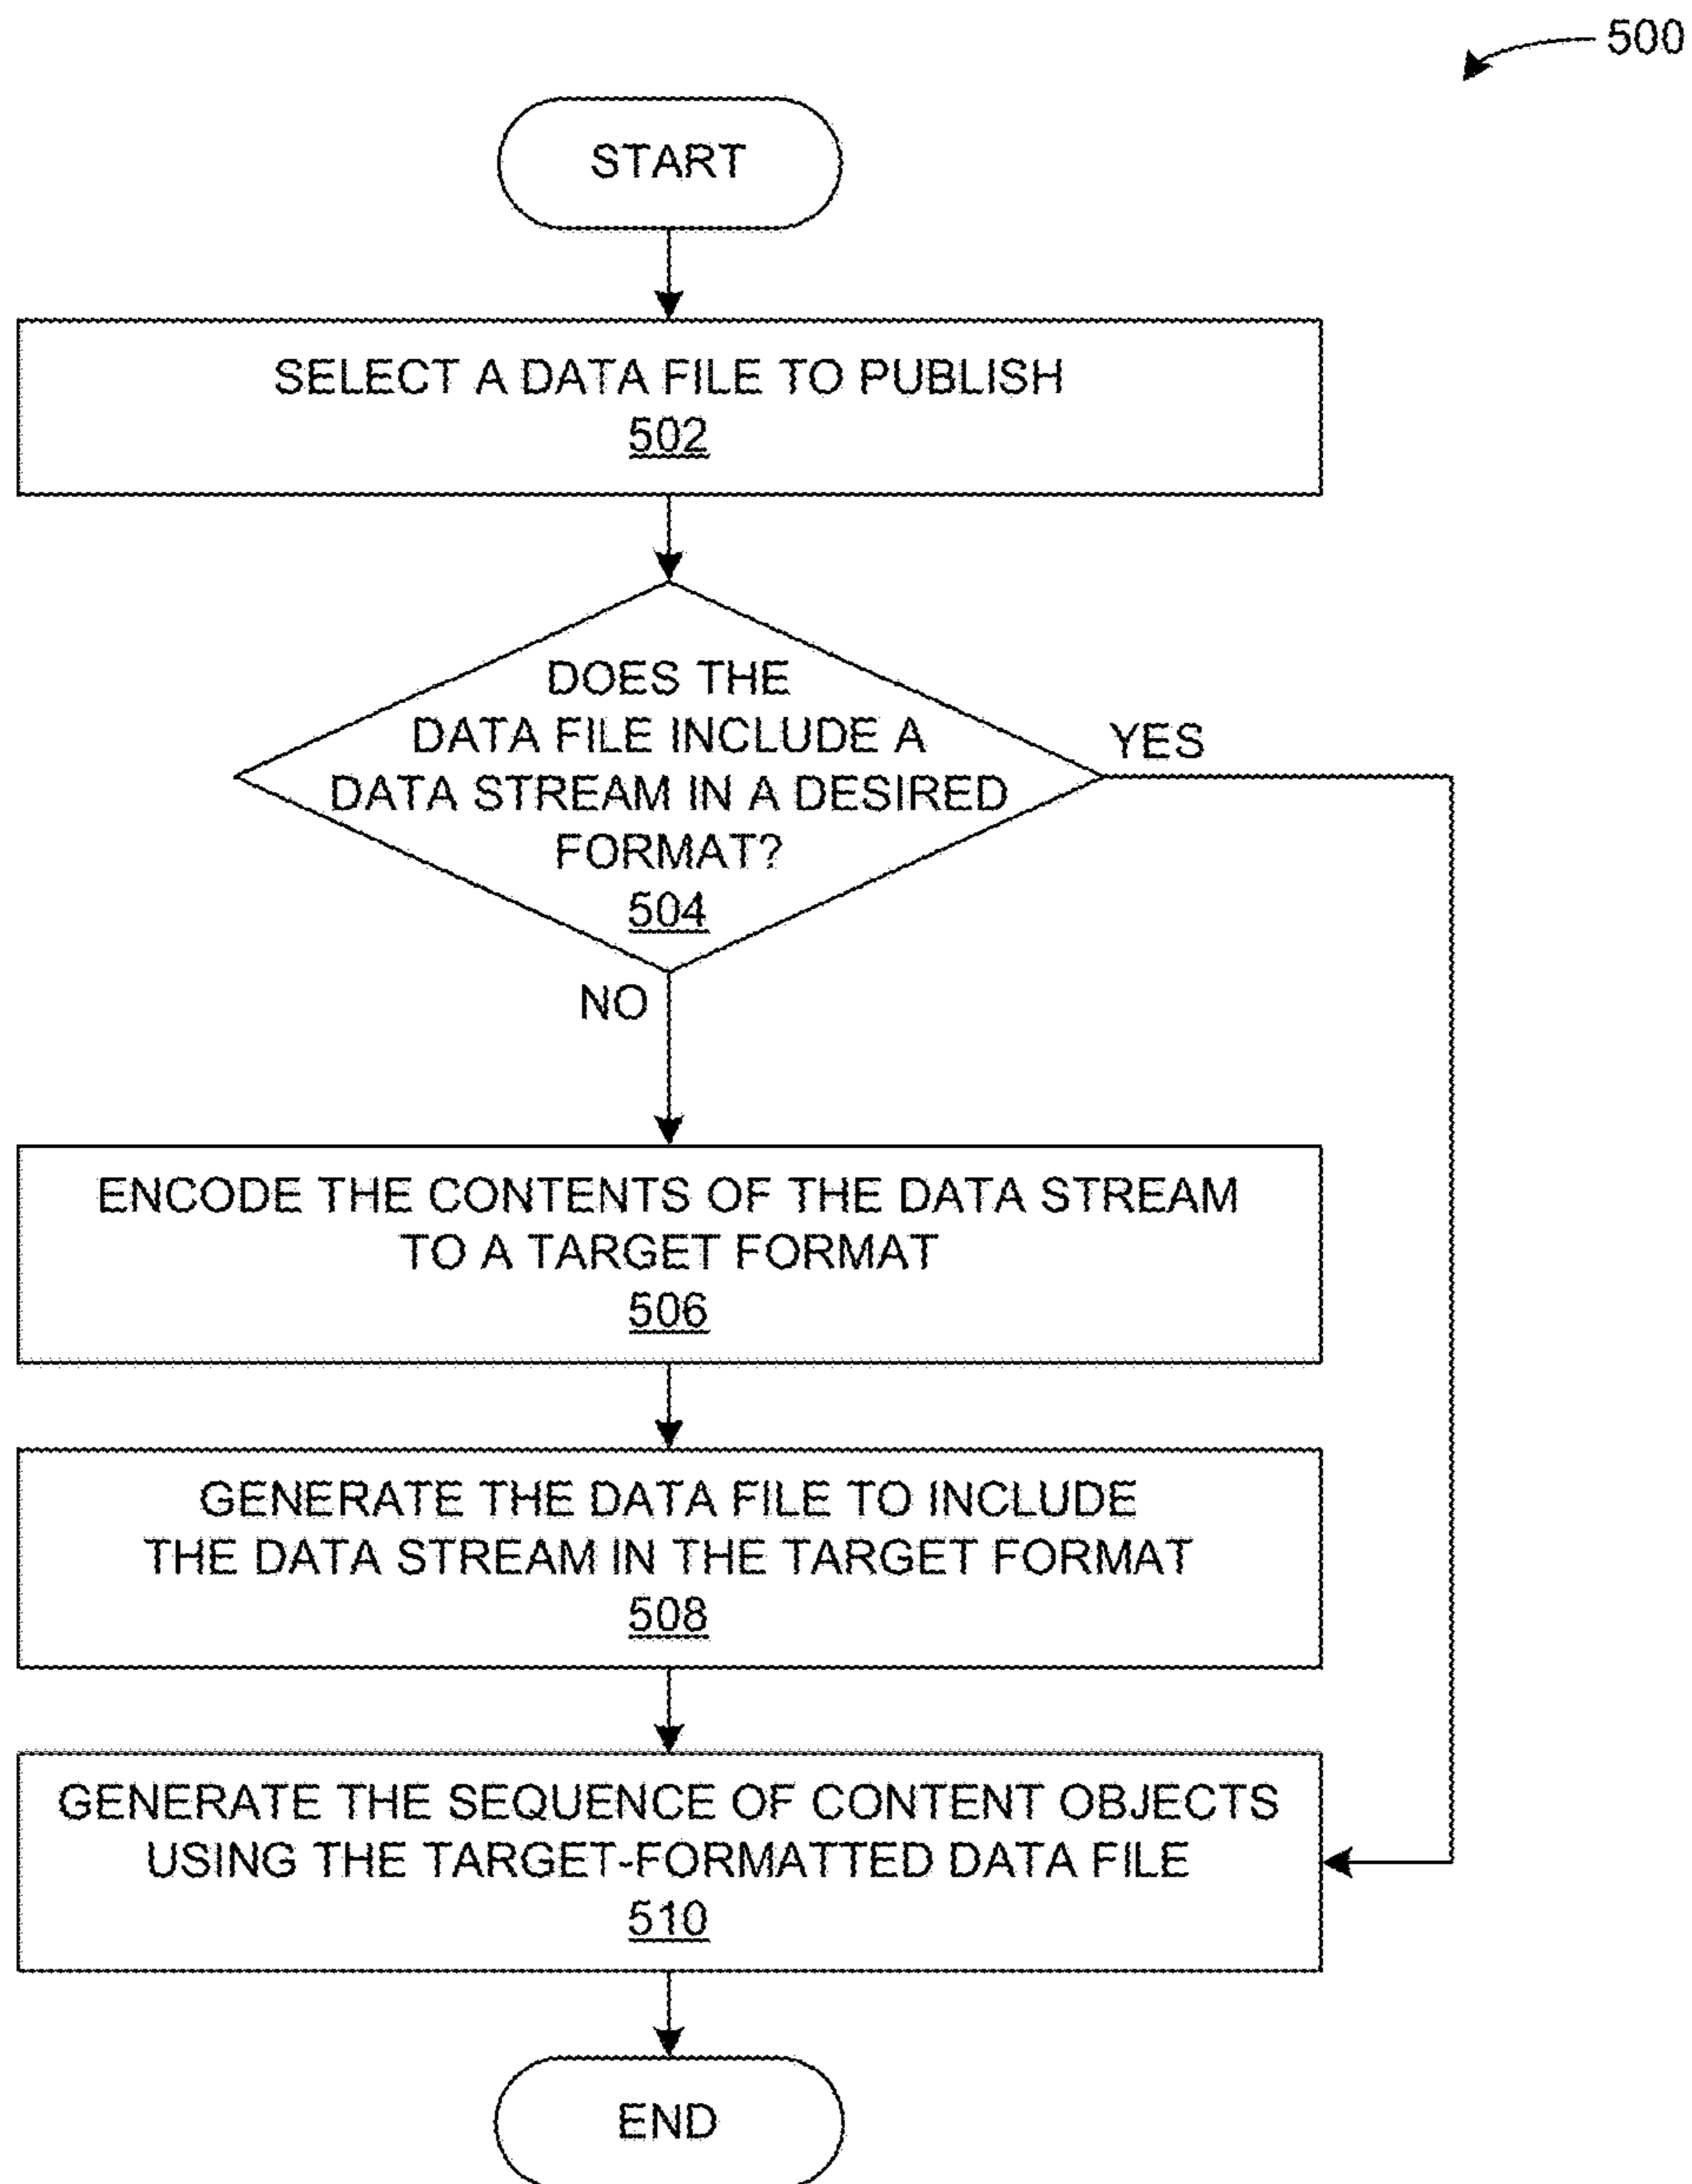 500
START
SELECT A DATA FILE TO PUBLISH
502
DOES THE
DATA FILE INCLUDE A
DATA STREAM IN A DESIRED
FORMAT?
504
YES
NO
ENCODE THE CONTENTS OF THE DATA STREAM
TO A TARGET FORMAT
506
GENERATE THE DATA FILE TO INCLUDE
THE DATA STREAM IN THE TARGET FORMAT
508
GENERATE THE SEQUENCE OF CONTENT OBJECTS
USING THE TARGET-FORMATTED DATA FILE
510
END